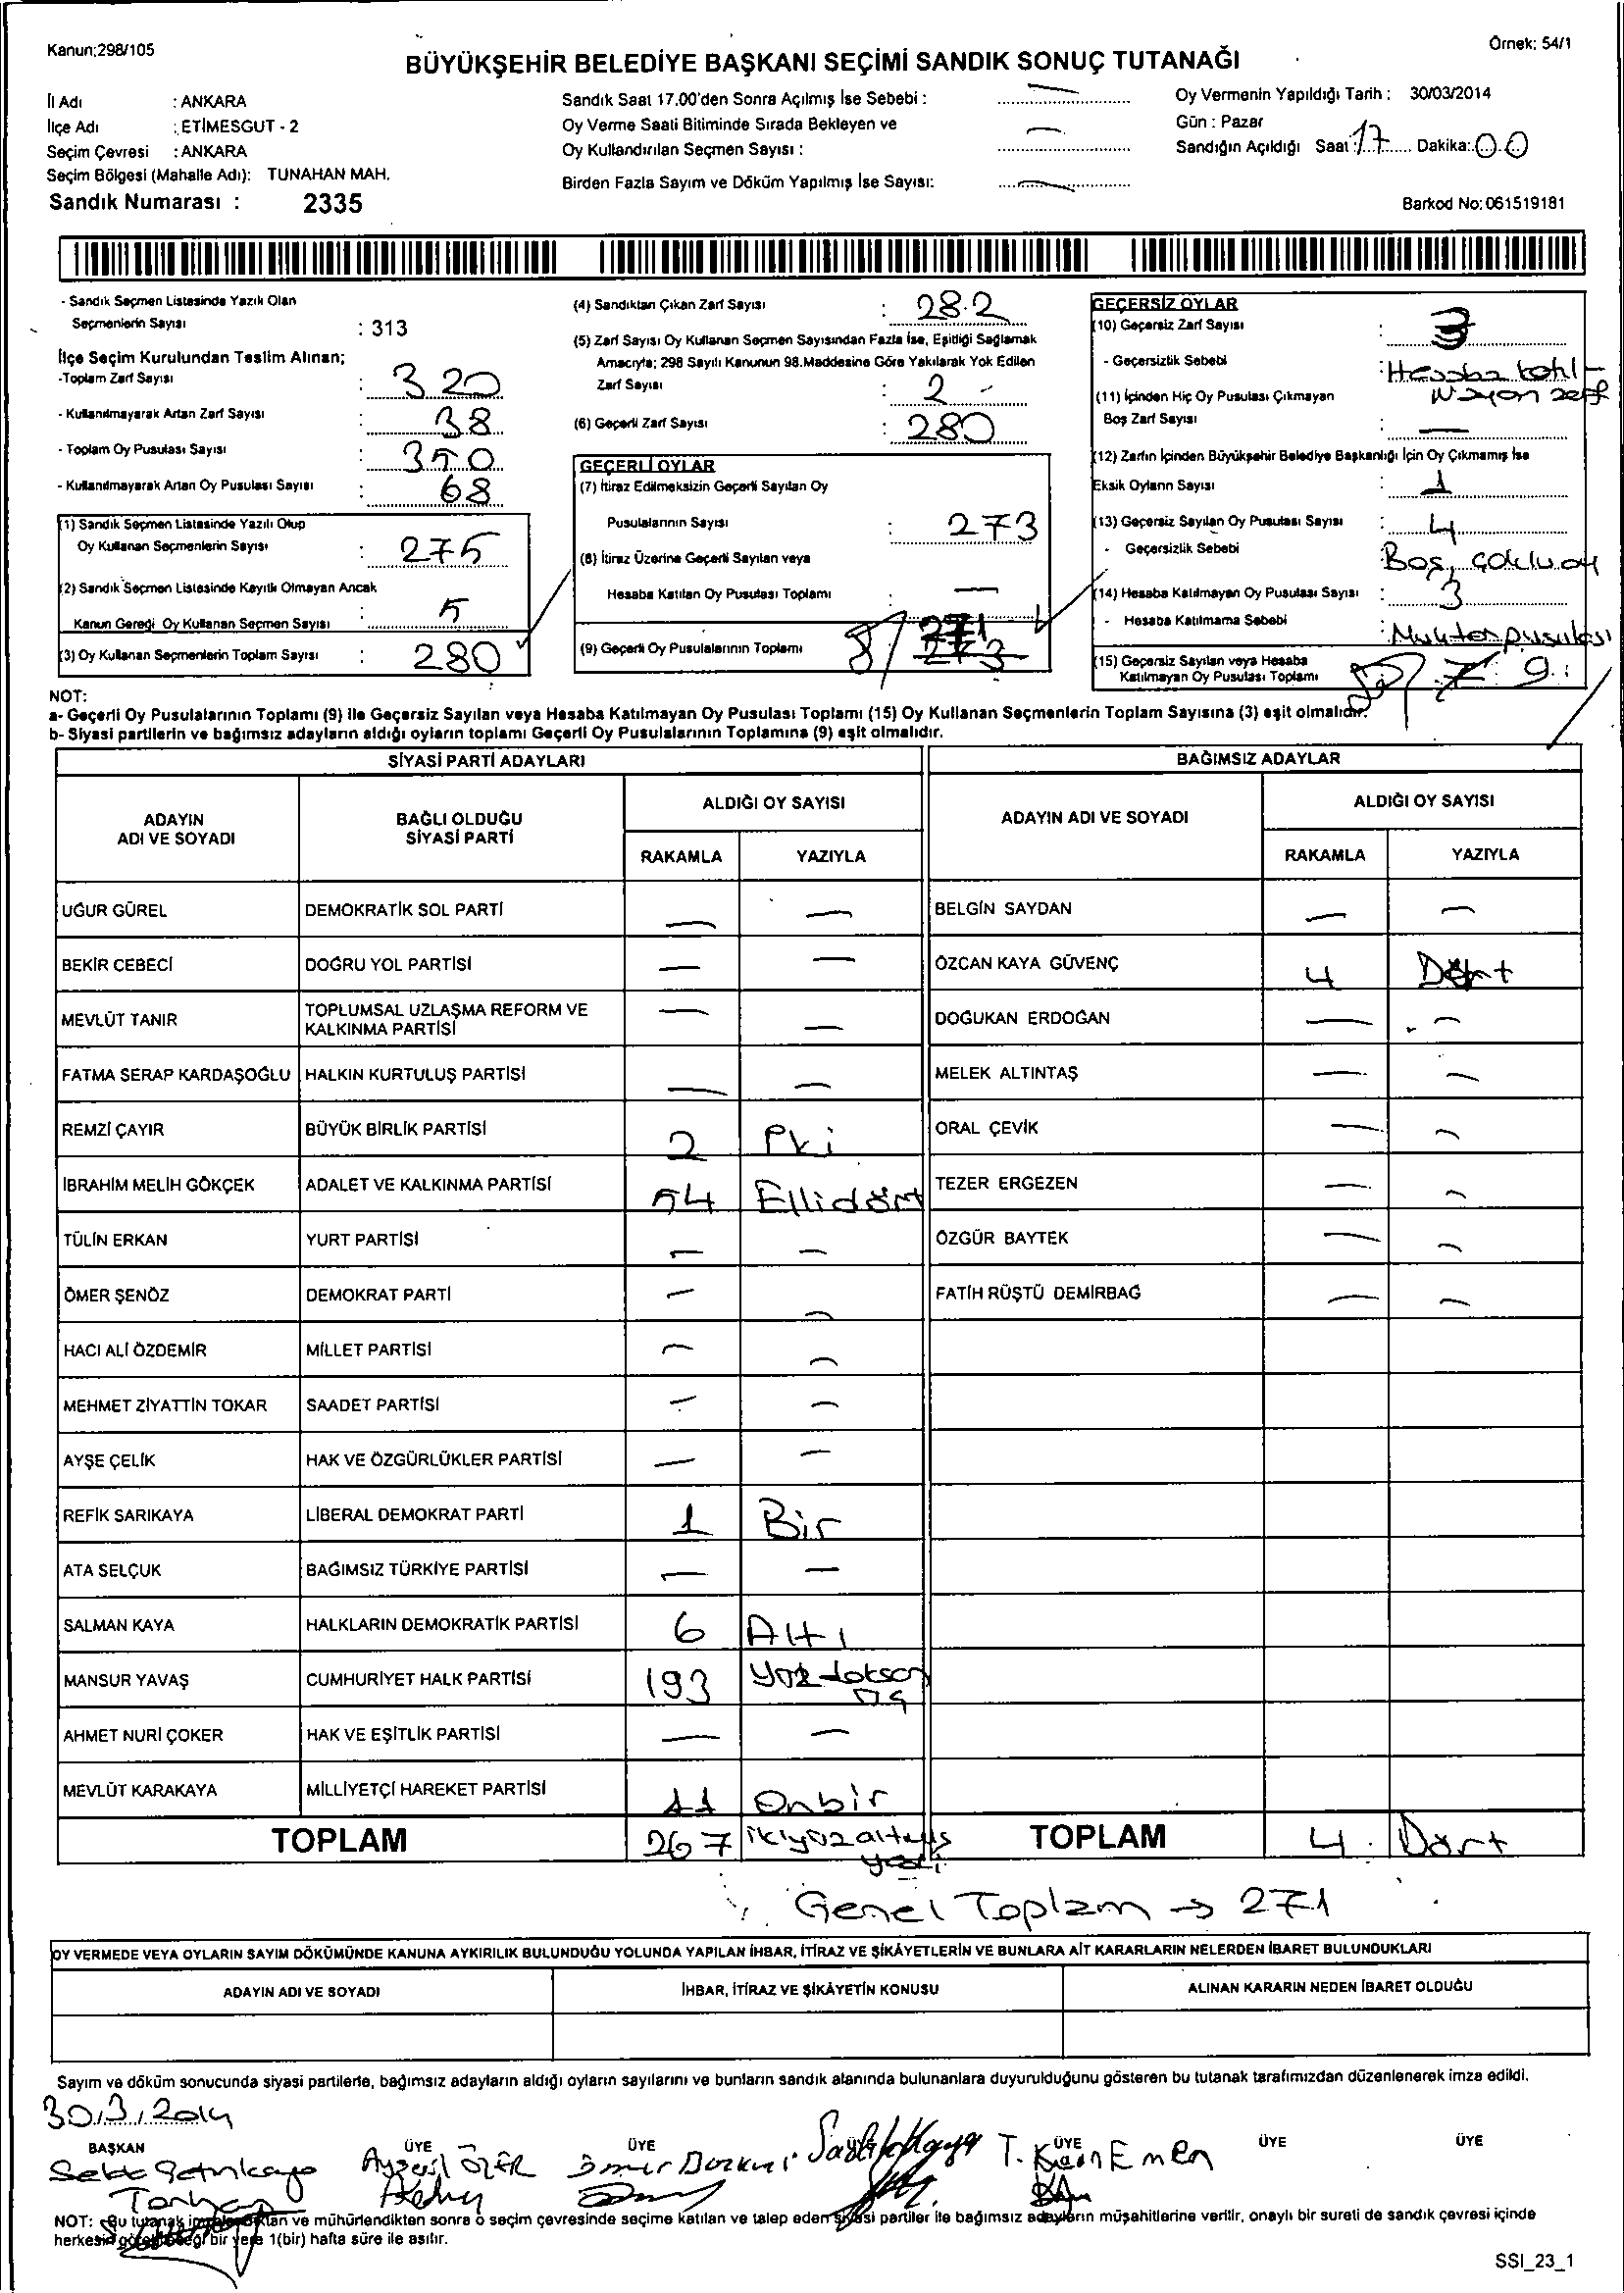 Kanun;298/105
Örnek: 54/1
BÜYÜKŞEHİR BELEDİYE BAŞKANI SEÇİMİ SANDIK SONUÇ TUTANAĞI
İl Adı : ANKARA
İlçe Adı : ETİMESGUT - 2
Seçim Çevresi : ANKARA
Seçim Bölgesi (Mahalle Adı): TUNAHAN MAH.
Sandık Numarası : 2335
Sandık Saat 17.00'den Sonra Açılmış İse Sebebi : —
Oy Verme Saati Bitiminde Sırada Bekleyen ve
Oy Kullandırılan Seçmen Sayısı : —
Birden Fazla Sayım ve Döküm Yapılmış İse Sayısı: —
Oy Vermenin Yapıldığı Tarih : 30/03/2014
Gün : Pazar
Sandığın Açıldığı Saat : 17 Dakika: 00
Barkod No: 061519181
- Sandık Seçmen Listesinde Yazılı Olan
Seçmenlerin Sayısı : 313
İlçe Seçim Kurulundan Teslim Alınan;
-Toplam Zarf Sayısı : 320
- Kullanılmayarak Artan Zarf Sayısı : 38
- Toplam Oy Pusulası Sayısı : 350
- Kullanılmayarak Artan Oy Pusulası Sayısı : 68
(1) Sandık Seçmen Listesinde Yazılı Olup
Oy Kullanan Seçmenlerin Sayısı : 275
(2) Sandık Seçmen Listesinde Kayıtlı Olmayan Ancak
Kanun Gereği Oy Kullanan Seçmen Sayısı : 5
(3) Oy Kullanan Seçmenlerin Toplam Sayısı : 280
(4) Sandıktan Çıkan Zarf Sayısı : 282
(5) Zarf Sayısı Oy Kullanan Seçmen Sayısından Fazla İse, Eşitliği Sağlamak
Amacıyla; 298 Sayılı Kanunun 98.Maddesine Göre Yakılarak Yok Edilen
Zarf Sayısı : 2
(6) Geçerli Zarf Sayısı : 280
GEÇERLİ OYLAR
(7) İtiraz Edilmeksizin Geçerli Sayılan Oy
Pusulalarının Sayısı : 273
(8) İtiraz Üzerine Geçerli Sayılan veya
Hesaba Katılan Oy Pusulası Toplamı : —
(9) Geçerli Oy Pusulalarının Toplamı 271 273
GEÇERSİZ OYLAR
(10) Geçersiz Zarf Sayısı : 3
- Geçersizlik Sebebi : Hesaba katıl-
mayan zarf
(11) İçinden Hiç Oy Pusulası Çıkmayan
Boş Zarf Sayısı : —
(12) Zarfın İçinden Büyükşehir Belediye Başkanlığı İçin Oy Çıkmamış İse
Eksik Oyların Sayısı : 1
(13) Geçersiz Sayılan Oy Pusulası Sayısı : 4
- Geçersizlik Sebebi Boş, çoklu oy
(14) Hesaba Katılmayan Oy Pusulası Sayısı : 3
- Hesaba Katılmama Sebebi : Muhtar pusulası
(15) Geçersiz Sayılan veya Hesaba
Katılmayan Oy Pusulası Toplamı 7 9
NOT:
a- Geçerli Oy Pusulalarının Toplamı (9) ile Geçersiz Sayılan veya Hesaba Katılmayan Oy Pusulası Toplamı (15) Oy Kullanan Seçmenlerin Toplam Sayısına (3) eşit olmalıdır.
b- Siyasi partilerin ve bağımsız adayların aldığı oyların toplamı Geçerli Oy Pusulalarının Toplamına (9) eşit olmalıdır.
SİYASİ PARTİ ADAYLARI
BAĞIMSIZ ADAYLAR
ADAYIN
ADI VE SOYADI
BAĞLI OLDUĞU
SİYASİ PARTİ
ALDIĞI OY SAYISI
RAKAMLA YAZIYLA
ADAYIN ADI VE SOYADI
ALDIĞI OY SAYISI
RAKAMLA YAZIYLA
UĞUR GÜREL DEMOKRATİK SOL PARTİ — — BELGİN SAYDAN — —
BEKİR CEBECİ DOĞRU YOL PARTİSİ — — ÖZCAN KAYA GÜVENÇ 4 Dört
MEVLÜT TANIR TOPLUMSAL UZLAŞMA REFORM VE
KALKINMA PARTİSİ — — DOĞUKAN ERDOĞAN — —
FATMA SERAP KARDAŞOĞLU HALKIN KURTULUŞ PARTİSİ — — MELEK ALTINTAŞ — —
REMZİ ÇAYIR BÜYÜK BİRLİK PARTİSİ 2 İki ORAL ÇEVİK — —
İBRAHİM MELİH GÖKÇEK ADALET VE KALKINMA PARTİSİ 54 Ellidört TEZER ERGEZEN — —
TÜLİN ERKAN YURT PARTİSİ — — ÖZGÜR BAYTEK — —
ÖMER ŞENÖZ DEMOKRAT PARTİ — — FATİH RÜŞTÜ DEMİRBAĞ — —
HACI ALİ ÖZDEMİR MİLLET PARTİSİ — —
MEHMET ZİYATTİN TOKAR SAADET PARTİSİ — —
AYŞE ÇELİK HAK VE ÖZGÜRLÜKLER PARTİSİ — —
REFİK SARIKAYA LİBERAL DEMOKRAT PARTİ 1 Bir
ATA SELÇUK BAĞIMSIZ TÜRKİYE PARTİSİ — —
SALMAN KAYA HALKLARIN DEMOKRATİK PARTİSİ 6 Altı
MANSUR YAVAŞ CUMHURİYET HALK PARTİSİ 193 Yüzdoksan
üç
AHMET NURİ ÇOKER HAK VE EŞİTLİK PARTİSİ — —
MEVLÜT KARAKAYA MİLLİYETÇİ HAREKET PARTİSİ 11 Onbir
TOPLAM 267 ikiyüzaltmış
yedi TOPLAM 4 Dört
Genel Toplam → 271
OY VERMEDE VEYA OYLARIN SAYIM DÖKÜMÜNDE KANUNA AYKIRILIK BULUNDUĞU YOLUNDA YAPILAN İHBAR, İTİRAZ VE ŞİKÂYETLERİN VE BUNLARA AİT KARARLARIN NELERDEN İBARET BULUNDUKLARI
ADAYIN ADI VE SOYADI İHBAR, İTİRAZ VE ŞİKÂYETİN KONUSU ALINAN KARARIN NEDEN İBARET OLDUĞU
Sayım ve döküm sonucunda siyasi partilerle, bağımsız adayların aldığı oyların sayılarını ve bunların sandık alanında bulunanlara duyurulduğunu gösteren bu tutanak tarafımızdan düzenlenerek imza edildi.
30.3.2014
BAŞKAN ÜYE ÜYE ÜYE ÜYE ÜYE
Ayşegül ÖZER Ömer T. Kaan Emen
NOT: Bu tutanak imzalandıktan ve mühürlendikten sonra o seçim çevresinde seçime katılan ve talep eden siyasi partiler ile bağımsız adayların müşahitlerine verilir, onaylı bir sureti de sandık çevresi içinde
herkesin göreceği bir yere 1(bir) hafta süre ile asılır.
SSI_23_1